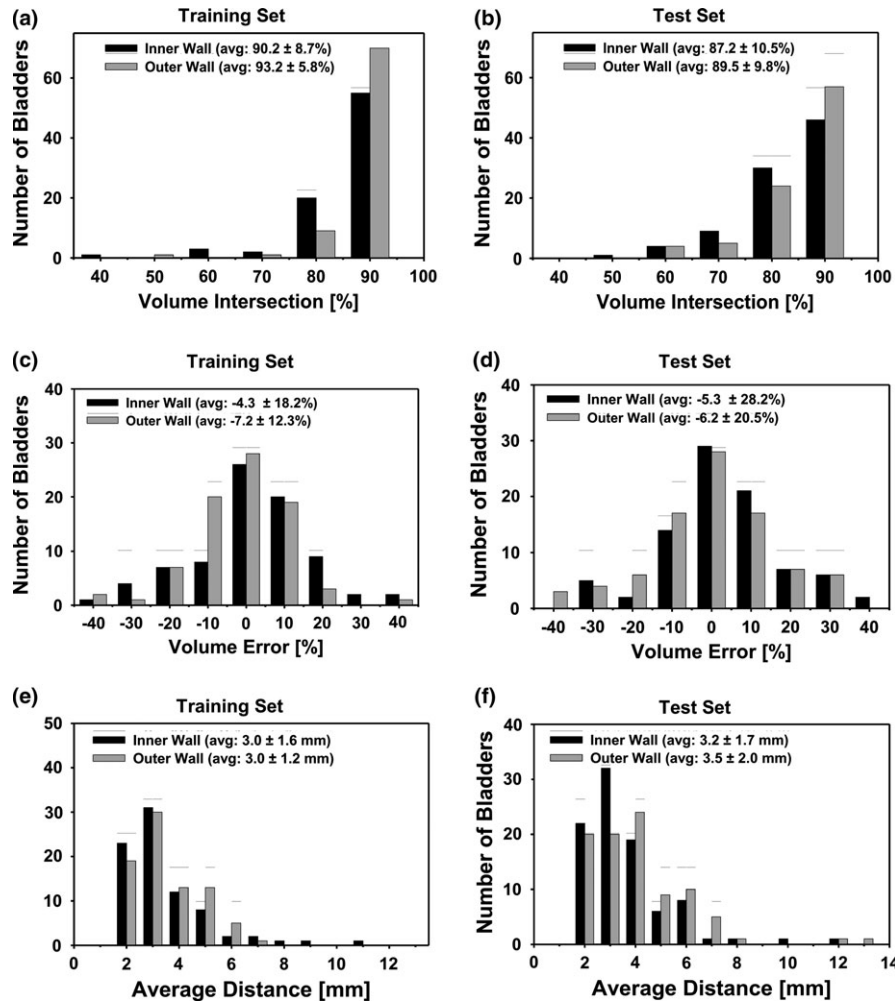 (a)
Training Set
Inner Wall (avg: 90.2 ± 8.7%)
Outer Wall (avg: 93.2 ± 5.8%)
Number of Bladders
60
40
20
0
40 50 60 70 80 90 100
Volume Intersection [%]
(b)
Test Set
Inner Wall (avg: 87.2 ± 10.5%)
Outer Wall (avg: 89.5 ± 9.8%)
Number of Bladders
60
40
20
0
40 50 60 70 80 90 100
Volume Intersection [%]
(c)
Training Set
Inner Wall (avg: -4.3 ± 18.2%)
Outer Wall (avg: -7.2 ± 12.3%)
Number of Bladders
40
30
20
10
0
-40 -30 -20 -10 0 10 20 30 40
Volume Error [%]
(d)
Test Set
Inner Wall (avg: -5.3 ± 28.2%)
Outer Wall (avg: -6.2 ± 20.5%)
Number of Bladders
40
30
20
10
0
-40 -30 -20 -10 0 10 20 30 40
Volume Error [%]
(e)
Training Set
Inner Wall (avg: 3.0 ± 1.6 mm)
Outer Wall (avg: 3.0 ± 1.2 mm)
Number of Bladders
50
40
30
20
10
0
0 2 4 6 8 10 12
Average Distance [mm]
(f)
Test Set
Inner Wall (avg: 3.2 ± 1.7 mm)
Outer Wall (avg: 3.5 ± 2.0 mm)
Number of Bladders
40
30
20
10
0
0 2 4 6 8 10 12 14
Average Distance [mm]